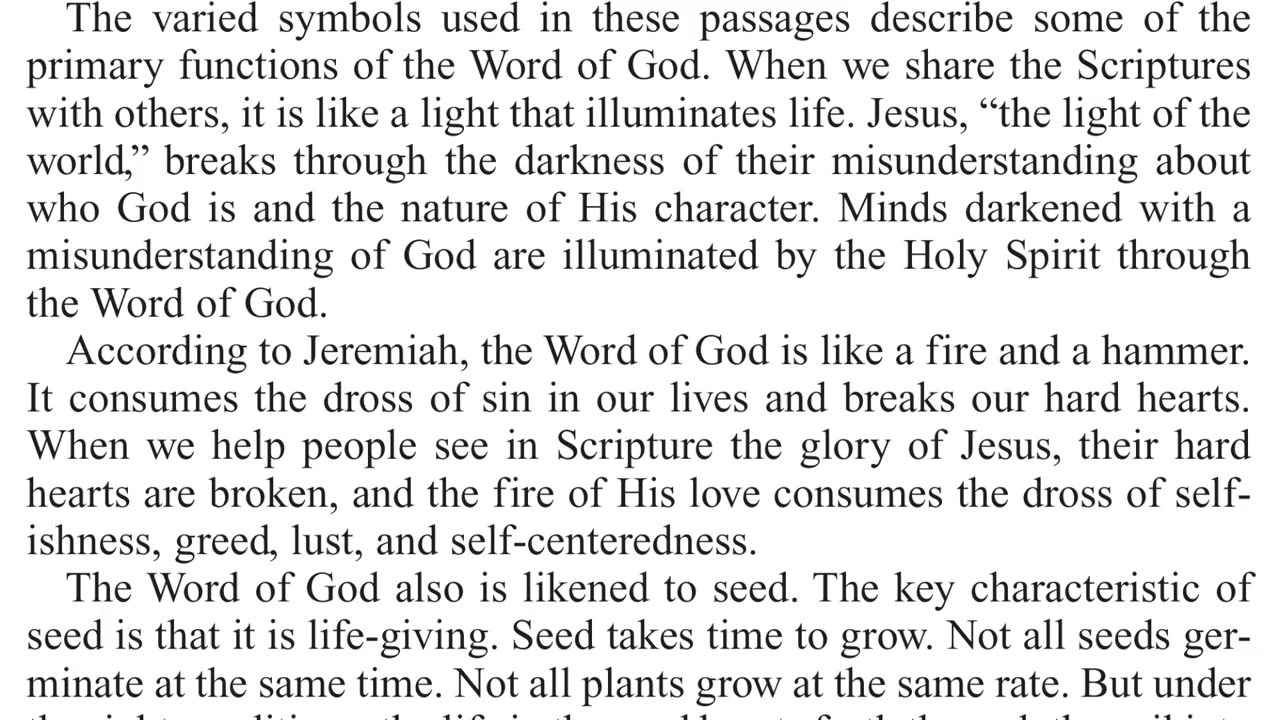 The varied symbols used in these passages describe some of the
primary functions of the Word of God. When we share the Scriptures
with others, it is like a light that illuminates life. Jesus, “the light of the
world,” breaks through the darkness of their misunderstanding about
who God is and the nature of His character. Minds darkened with a
misunderstanding of God are illuminated by the Holy Spirit through
the Word of God.
According to Jeremiah, the Word of God is like a fire and a hammer.
It consumes the dross of sin in our lives and breaks our hard hearts.
When we help people see in Scripture the glory of Jesus, their hard
hearts are broken, and the fire of His love consumes the dross of self-
ishness, greed, lust, and self-centeredness.
The Word of God also is likened to seed. The key characteristic of
seed is that it is life-giving. Seed takes time to grow. Not all seeds ger-
minate at the same time. Not all plants grow at the same rate. But under